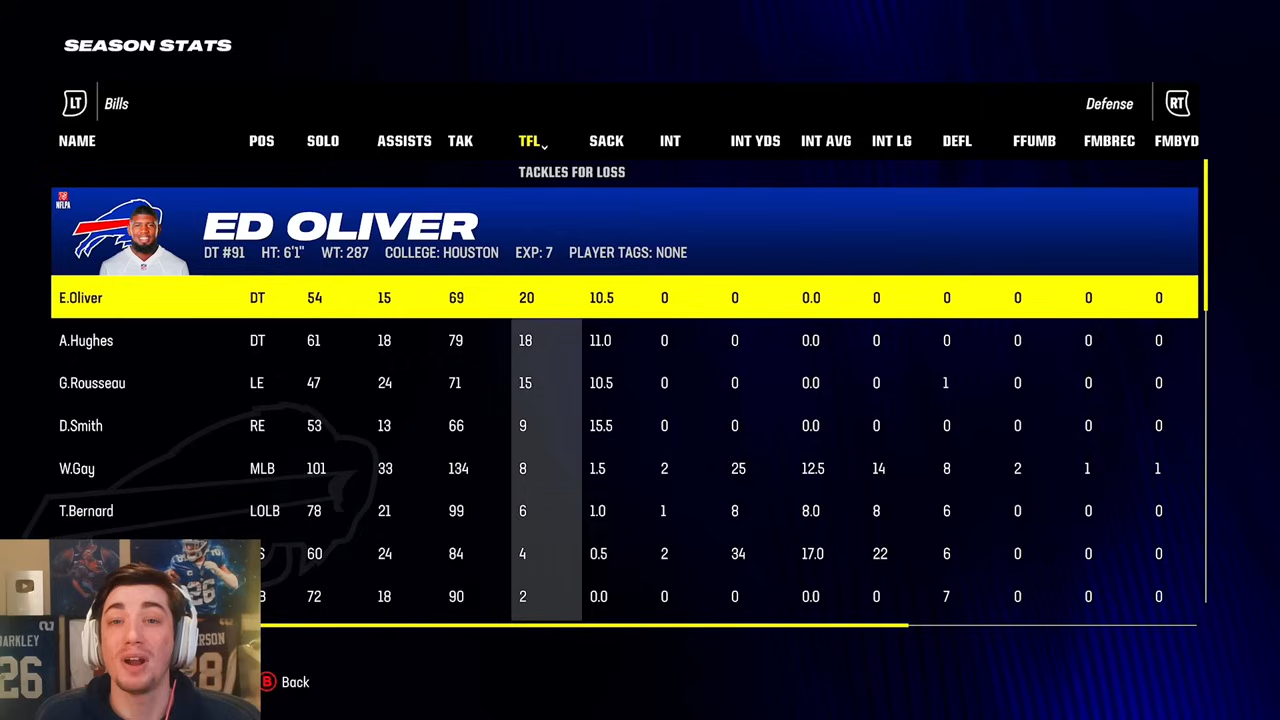 SEASON STATS
LT Bills Defense RT
NAME POS SOLO ASSISTS TAK TFL SACK INT INT YDS INT AVG INT LG DEFL FFUMB FMBREC FMBYD
TACKLES FOR LOSS
NFLPA
ED OLIVER
DT #91 HT: 6'1" WT: 287 COLLEGE: HOUSTON EXP: 7 PLAYER TAGS: NONE
E.Oliver DT 54 15 69 20 10.5 0 0 0.0 0 0 0 0 0
A.Hughes DT 61 18 79 18 11.0 0 0 0.0 0 0 0 0 0
G.Rousseau LE 47 24 71 15 10.5 0 0 0.0 0 1 0 0 0
D.Smith RE 53 13 66 9 15.5 0 0 0.0 0 0 0 0 0
W.Gay MLB 101 33 134 8 1.5 2 25 12.5 14 8 2 1 1
T.Bernard LOLB 78 21 99 6 1.0 1 8 8.0 8 6 0 0 0
S 60 24 84 4 0.5 2 34 17.0 22 6 0 0 0
B 72 18 90 2 0.0 0 0 0.0 0 7 0 0 0
26
ARKLEY
26
ERSON
28
B Back